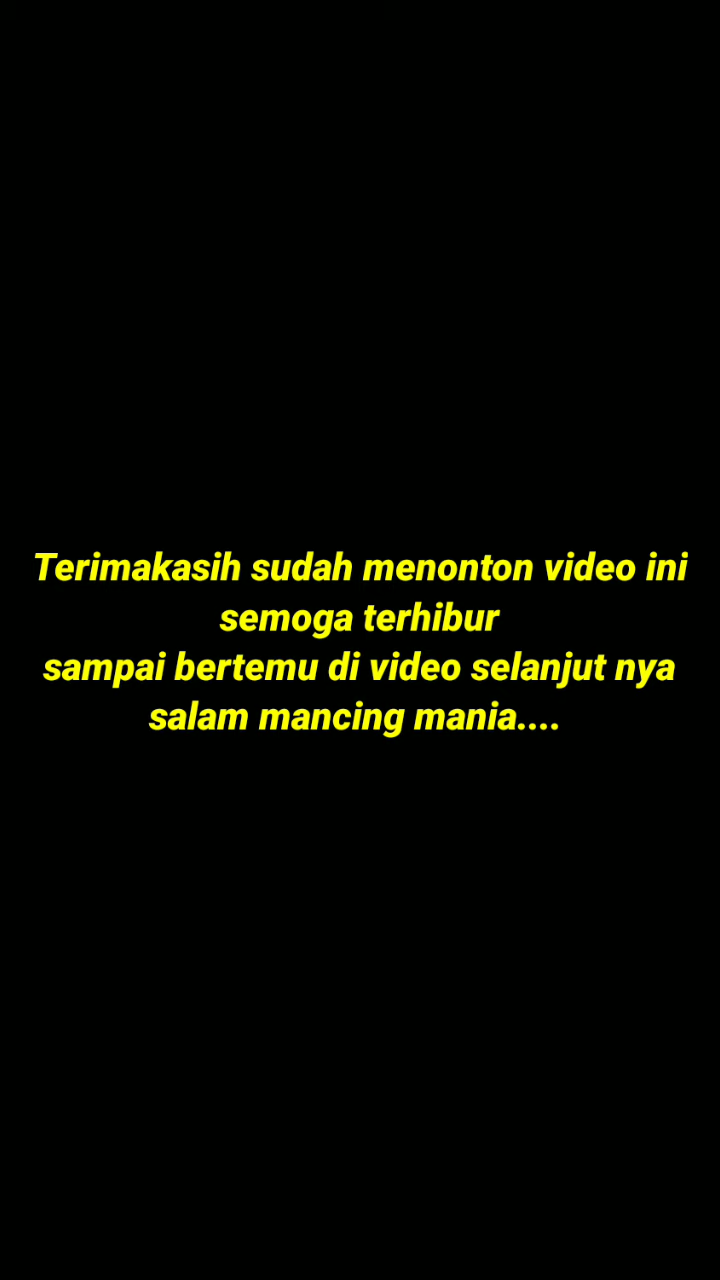 Terimakasih sudah menonton video ini
semoga terhibur
sampai bertemu di video selanjut nya
salam mancing mania....